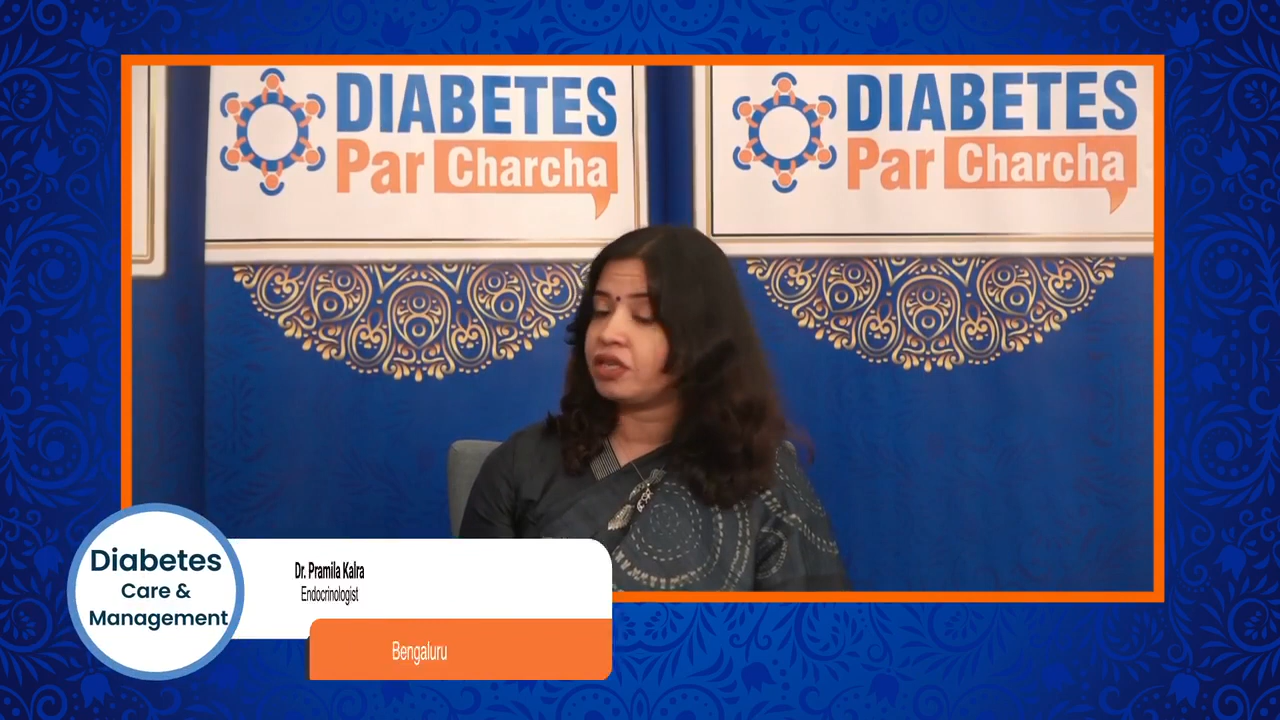 DIABETES
Par Charcha
DIABETES
Par Charcha
Diabetes
Care &
Management
Dr. Pramila Kalra
Endocrinologist
Bengaluru